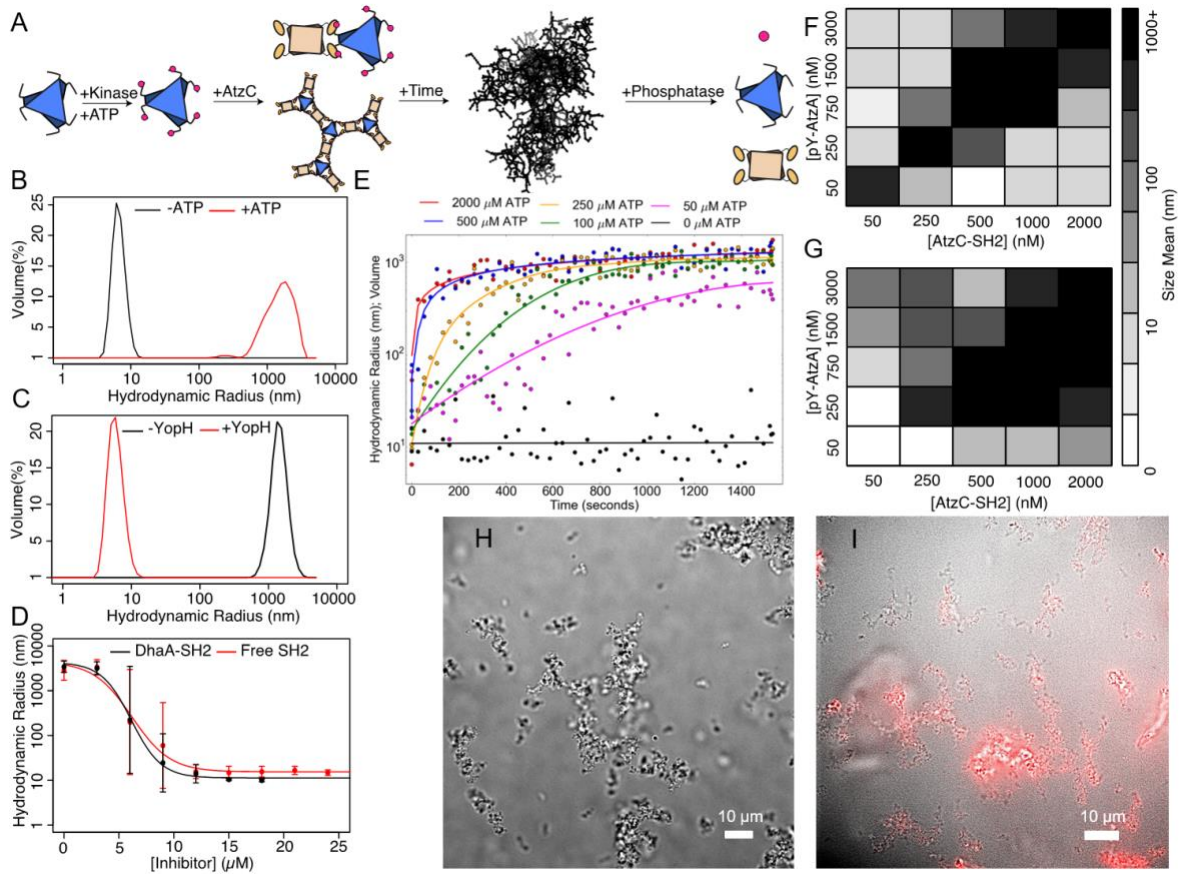 A
+Kinase
+ATP
+AtzC
+Time
+Phosphatase
B
-ATP +ATP
Volume(%)
25
15
5
1
1 10 100 1000 10000
Hydrodynamic Radius (nm)
C
-YopH +YopH
Volume(%)
20
15
10
5
1
1 10 100 1000 10000
Hydrodynamic Radius (nm)
D
DhaA-SH2 Free SH2
Hydrodynamic Radius (nm)
10000
1000
100
10
1
0 5 10 15 20 25
[Inhibitor] (µM)
E
2000 µM ATP 250 µM ATP 50 µM ATP
500 µM ATP 100 µM ATP 0 µM ATP
Hydrodynamic Radius (nm); Volume
10³
10²
10¹
0 200 400 600 800 1000 1200 1400
Time (seconds)
F
[pY-AtzA] (nM)
3000
1500
750
250
50
50 250 500 1000 2000
[AtzC-SH2] (nM)
G
[pY-AtzA] (nM)
3000
1500
750
250
50
50 250 500 1000 2000
[AtzC-SH2] (nM)
1000+
100
10
0
Size Mean (nm)
H
10 µm
I
10 µm